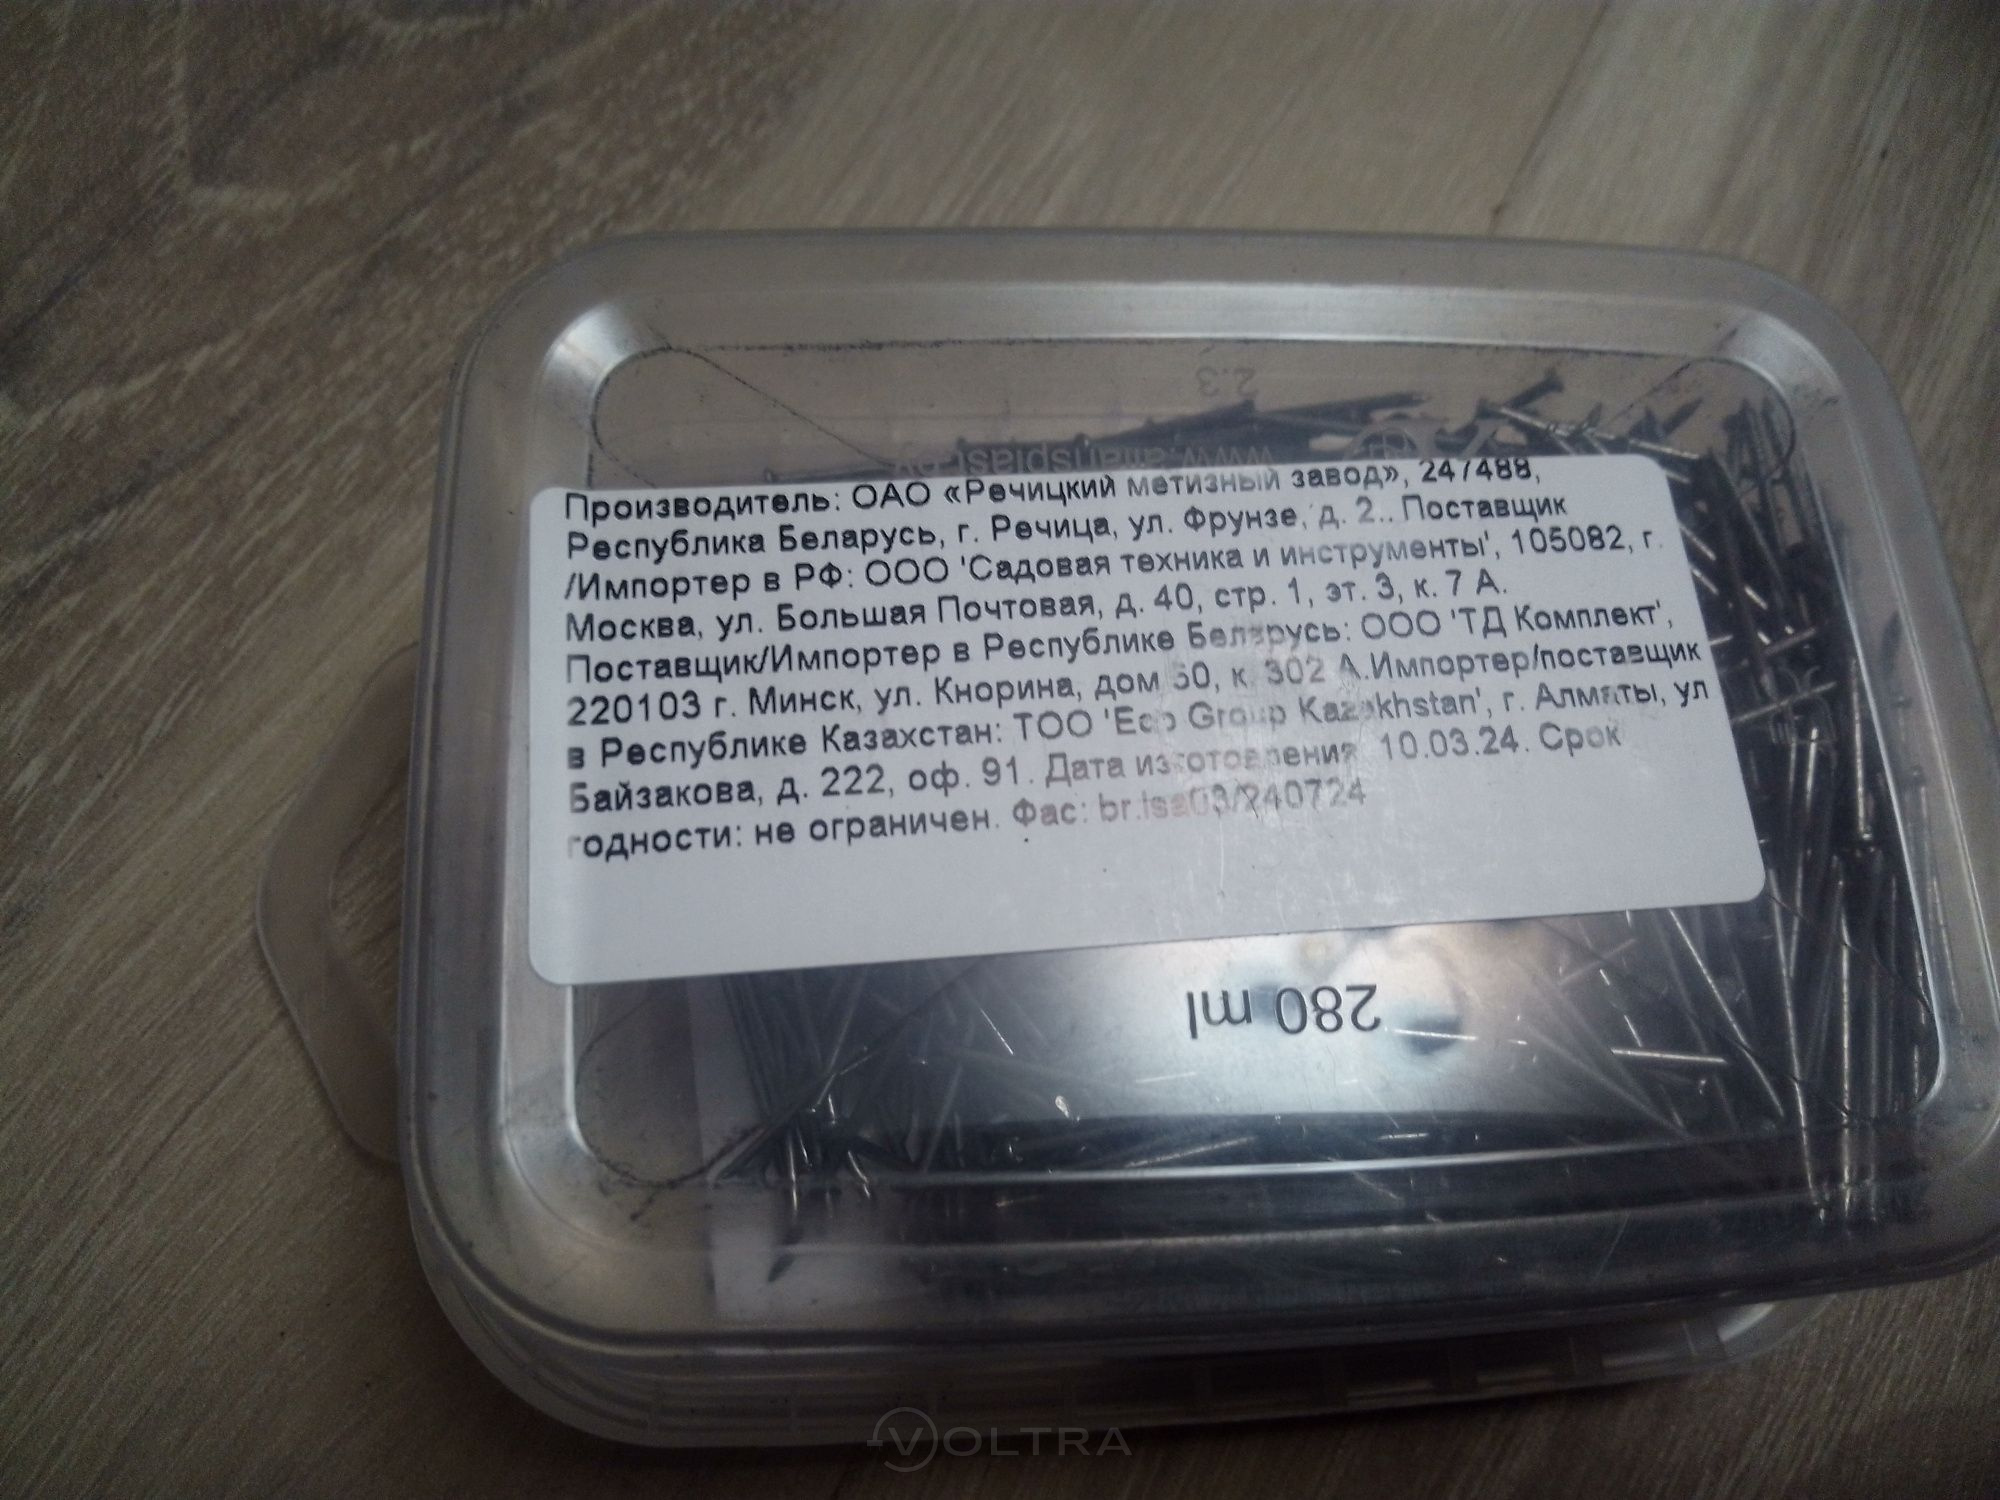 2.3
www.aliansplast.by
Производитель: ОАО «Речицкий метизный завод», 247488,
Республика Беларусь, г. Речица, ул. Фрунзе, д. 2.. Поставщик
/Импортер в РФ: ООО 'Садовая техника и инструменты', 105082, г.
Москва, ул. Большая Почтовая, д. 40, стр. 1, эт. 3, к. 7 А.
Поставщик/Импортер в Республике Беларусь: ООО 'ТД Комплект',
220103 г. Минск, ул. Кнорина, дом 50, к. 302 А.Импортер/поставщик
в Республике Казахстан: ТОО 'Eco Group Kazakhstan', г. Алматы, ул
Байзакова, д. 222, оф. 91. Дата изготовления 10.03.24. Срок
годности: не ограничен. Фас: br.isa03/240724
280 ml
VOLTRA